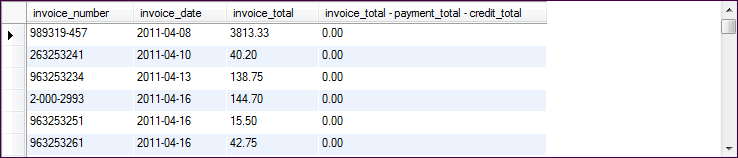 invoice_number invoice_date invoice_total invoice_total - payment_total - credit_total
989319-457 2011-04-08 3813.33 0.00
263253241 2011-04-10 40.20 0.00
963253234 2011-04-13 138.75 0.00
2-000-2993 2011-04-16 144.70 0.00
963253251 2011-04-16 15.50 0.00
963253261 2011-04-16 42.75 0.00